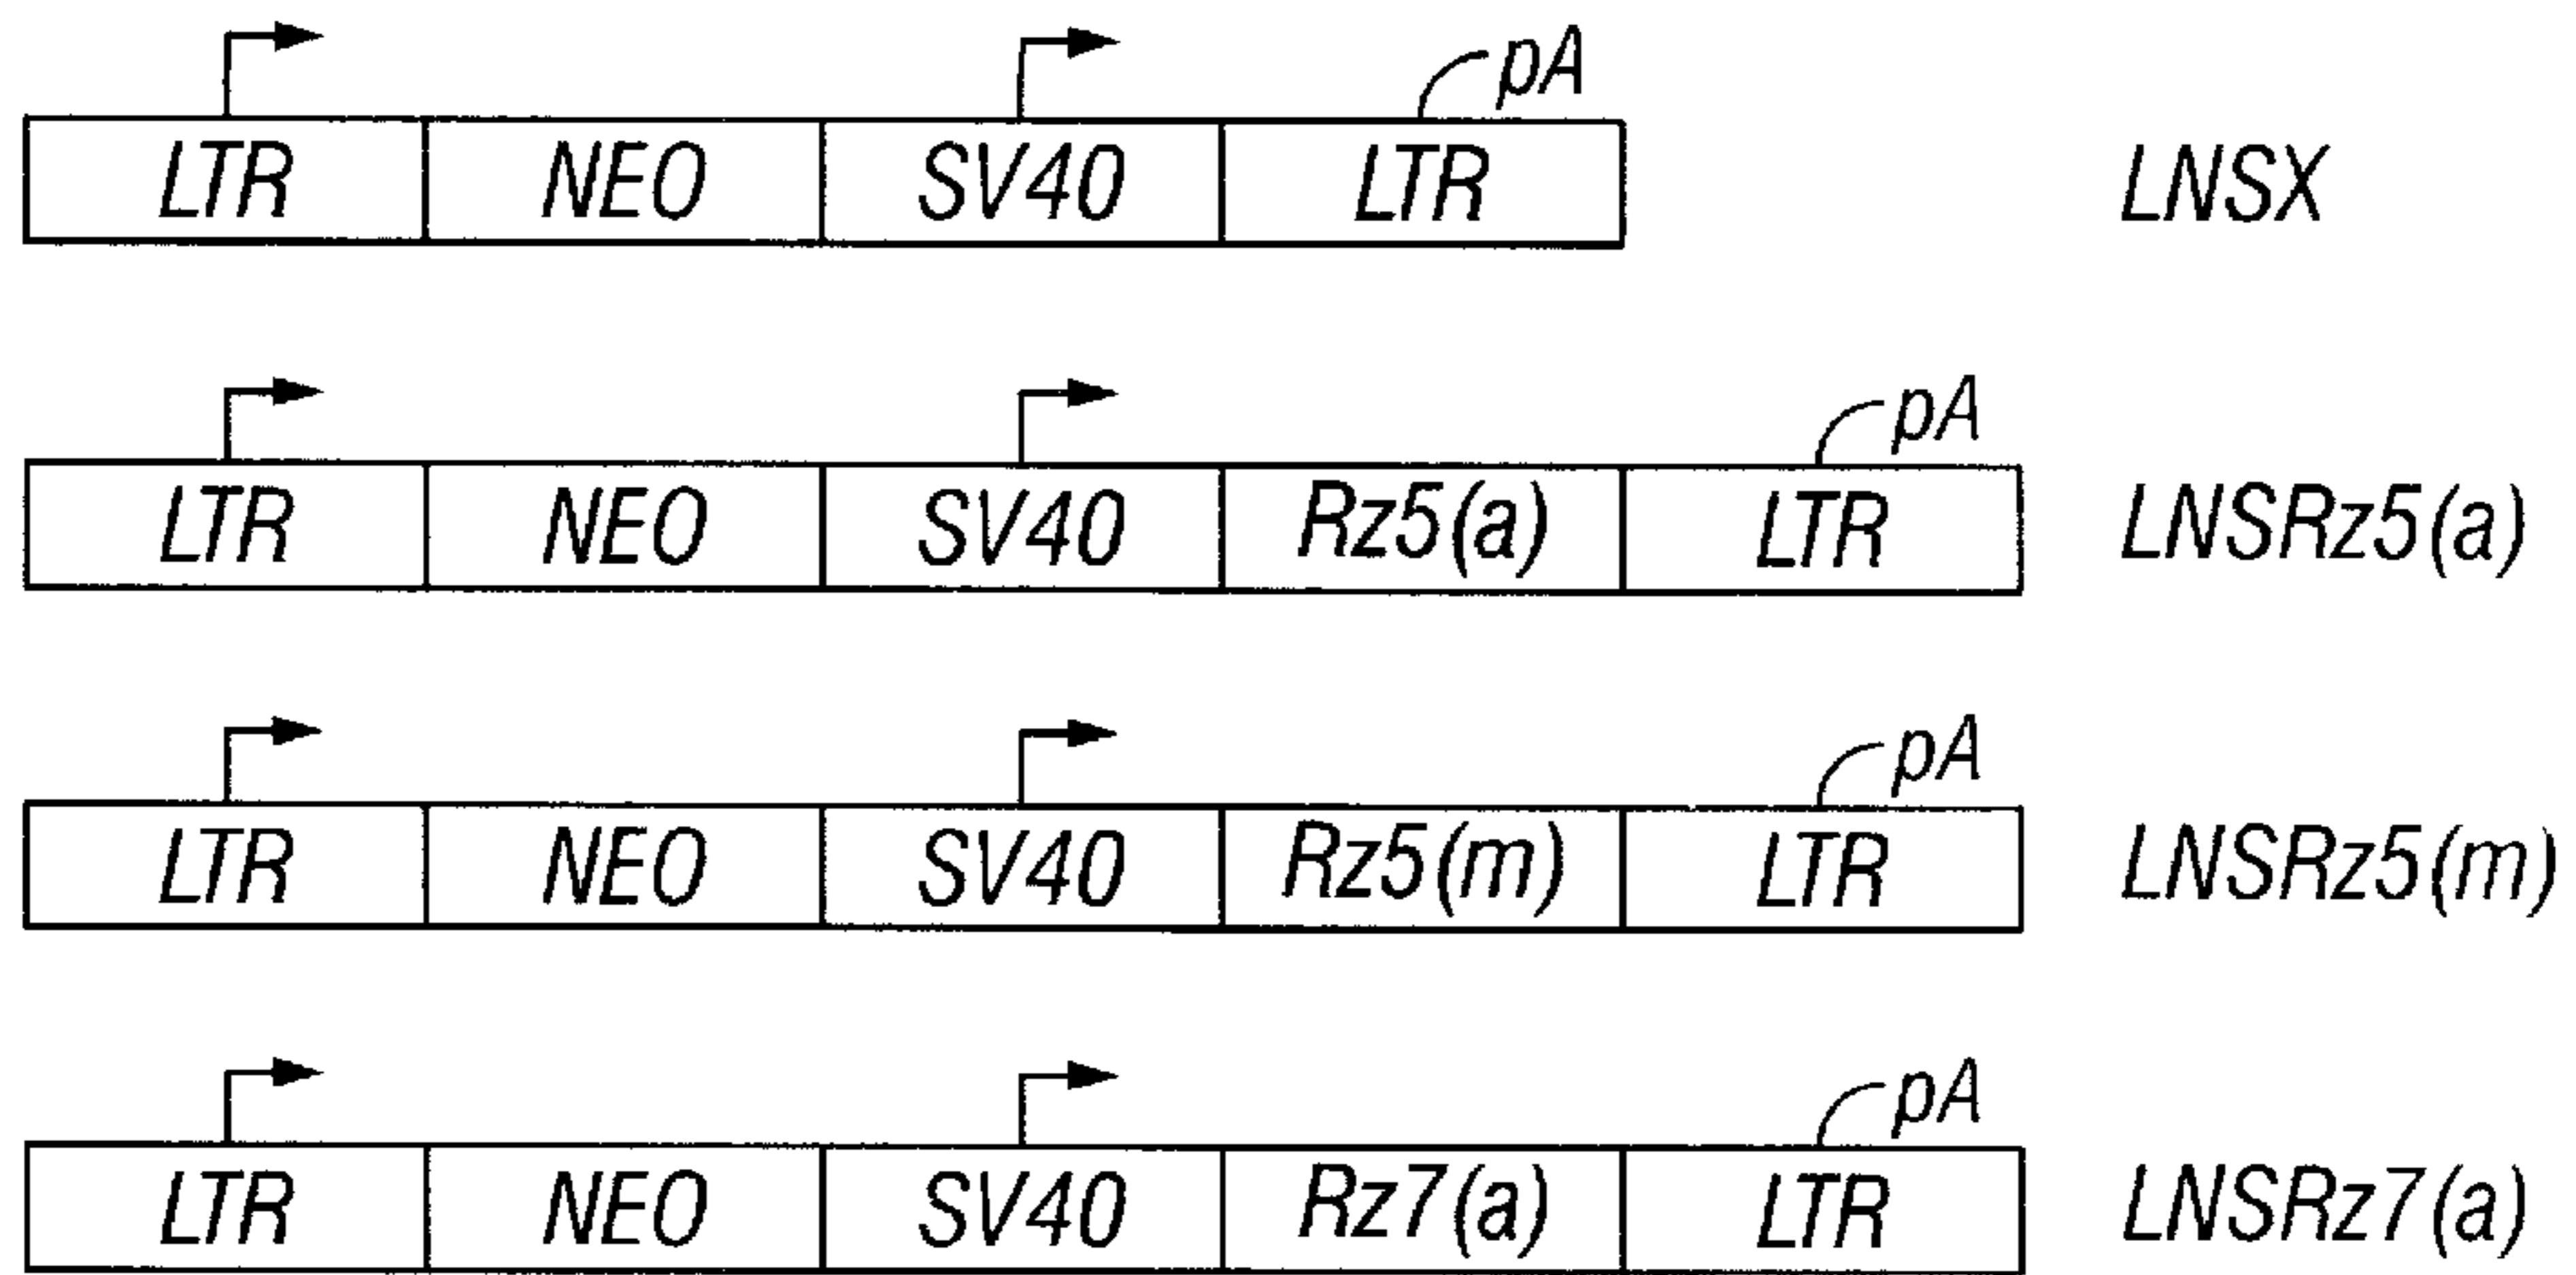 pA
LTR NEO SV40 LTR LNSX
pA
LTR NEO SV40 Rz5(a) LTR LNSRz5(a)
pA
LTR NEO SV40 Rz5(m) LTR LNSRz5(m)
pA
LTR NEO SV40 Rz7(a) LTR LNSRz7(a)